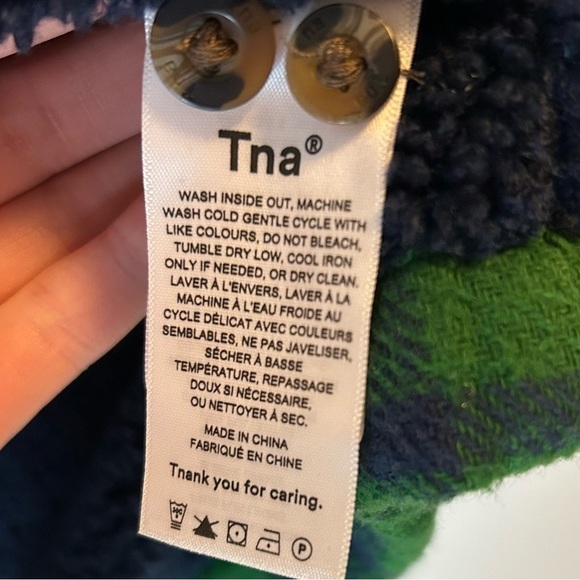 Tna®
WASH INSIDE OUT, MACHINE
WASH COLD GENTLE CYCLE WITH
LIKE COLOURS, DO NOT BLEACH,
TUMBLE DRY LOW, COOL IRON
ONLY IF NEEDED, OR DRY CLEAN.
LAVER À L'ENVERS, LAVER À LA
MACHINE À L'EAU FROIDE AU
CYCLE DÉLICAT AVEC COULEURS
SEMBLABLES, NE PAS JAVELISER,
SÉCHER À BASSE
TEMPÉRATURE, REPASSAGE
DOUX SI NÉCESSAIRE,
OU NETTOYER À SEC.
MADE IN CHINA
FABRIQUÉ EN CHINE
Tnank you for caring.
P